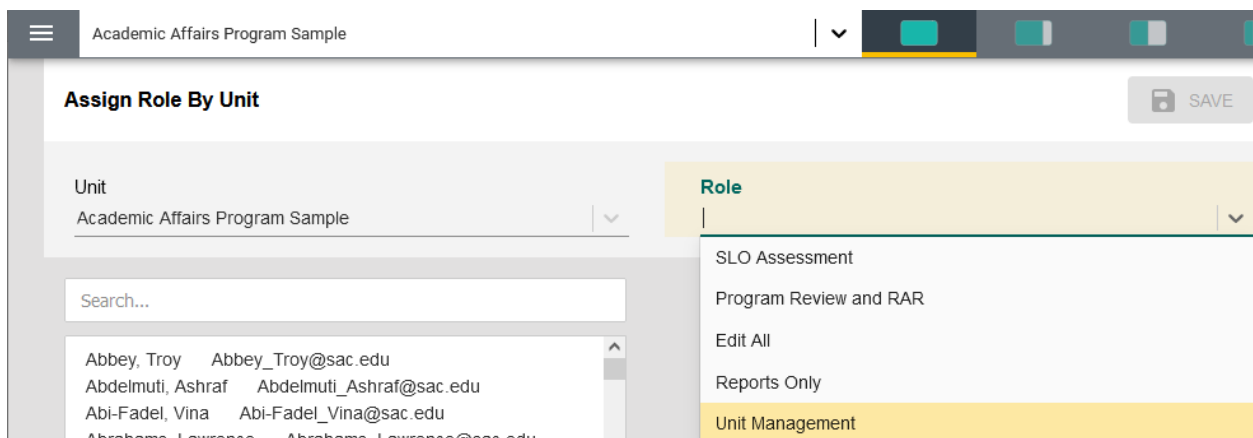 Academic Affairs Program Sample
Assign Role By Unit
SAVE
Unit
Academic Affairs Program Sample
Role
SLO Assessment
Program Review and RAR
Edit All
Reports Only
Unit Management
Search...
Abbey, Troy Abbey_Troy@sac.edu
Abdelmuti, Ashraf Abdelmuti_Ashraf@sac.edu
Abi-Fadel, Vina Abi-Fadel_Vina@sac.edu